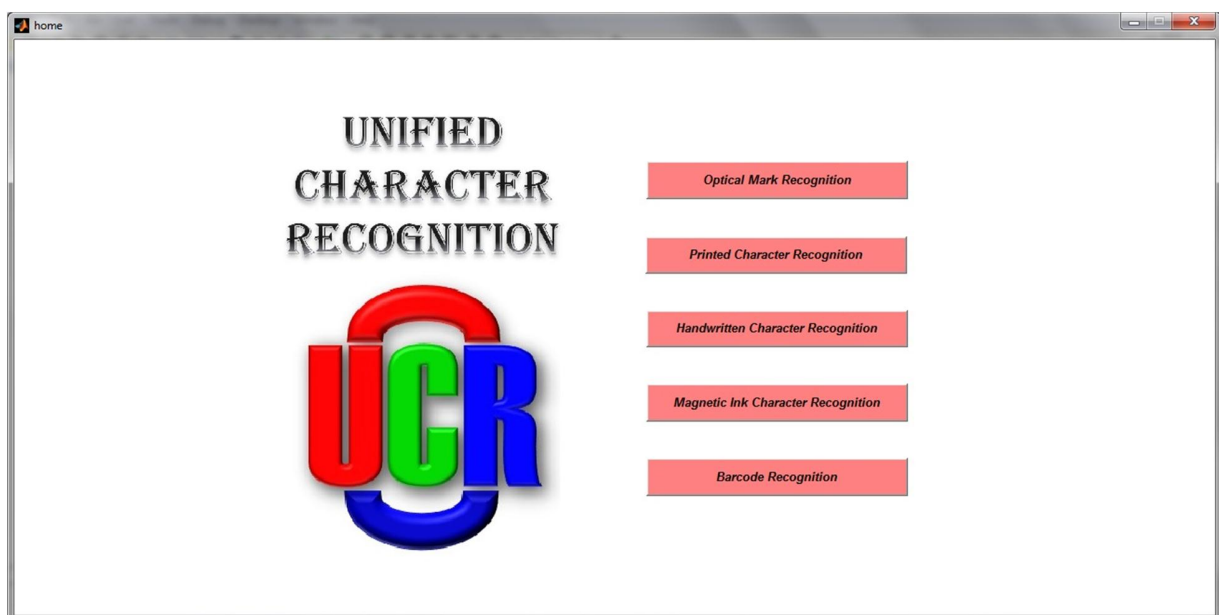 home
UNIFIED
CHARACTER
RECOGNITION
UCR
Optical Mark Recognition
Printed Character Recognition
Handwritten Character Recognition
Magnetic Ink Character Recognition
Barcode Recognition